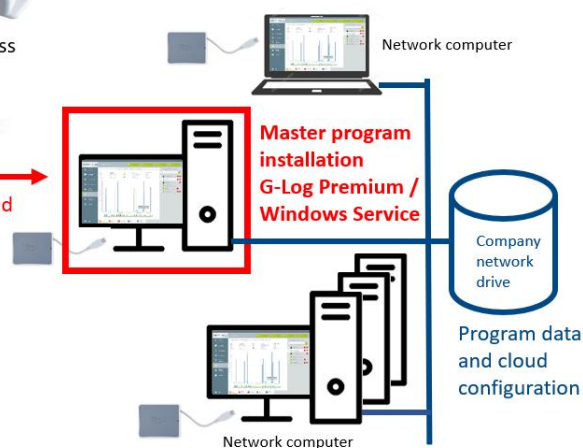 ss
Network computer
Master program
installation
G-Log Premium /
Windows Service
d
Company
network
drive
Program data
and cloud
configuration
Network computer